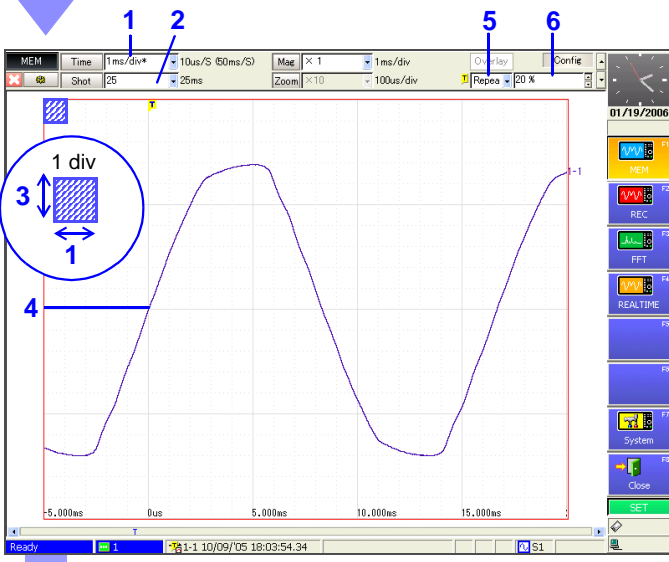 1 2 5 6
MEM Time 1ms/div* 10us/S (50ms/S) Mag × 1 1ms/div Overlay Config
Shot 25 25ms Zoom ×10 100us/div T Repea 20 %
01/19/2006
T
1 div
3
1
4
1-1
F1
MEM
F2
REC
F3
FFT
F4
REALTIME
F5
F6
F7
System
F8
Close
SET
-5.000ms 0us 5.000ms 10.000ms 15.000ms
T
Ready 1 1-1 10/09/'05 18:03:54.34 S1